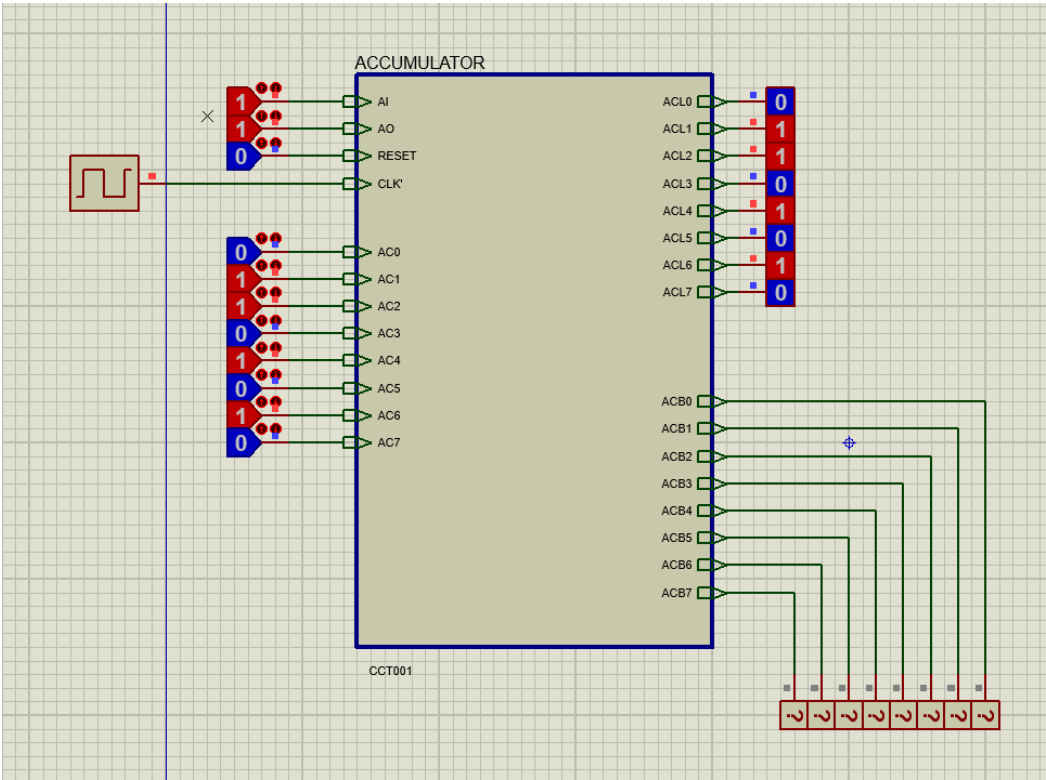 ACCUMULATOR
1 AI
1 AO
0 RESET
CLK'
0 AC0
1 AC1
1 AC2
0 AC3
1 AC4
0 AC5
1 AC6
0 AC7
ACL0 0
ACL1 1
ACL2 1
ACL3 0
ACL4 1
ACL5 0
ACL6 1
ACL7 0
ACB0
ACB1
ACB2
ACB3
ACB4
ACB5
ACB6
ACB7
CCT001
? ? ? ? ? ? ? ?